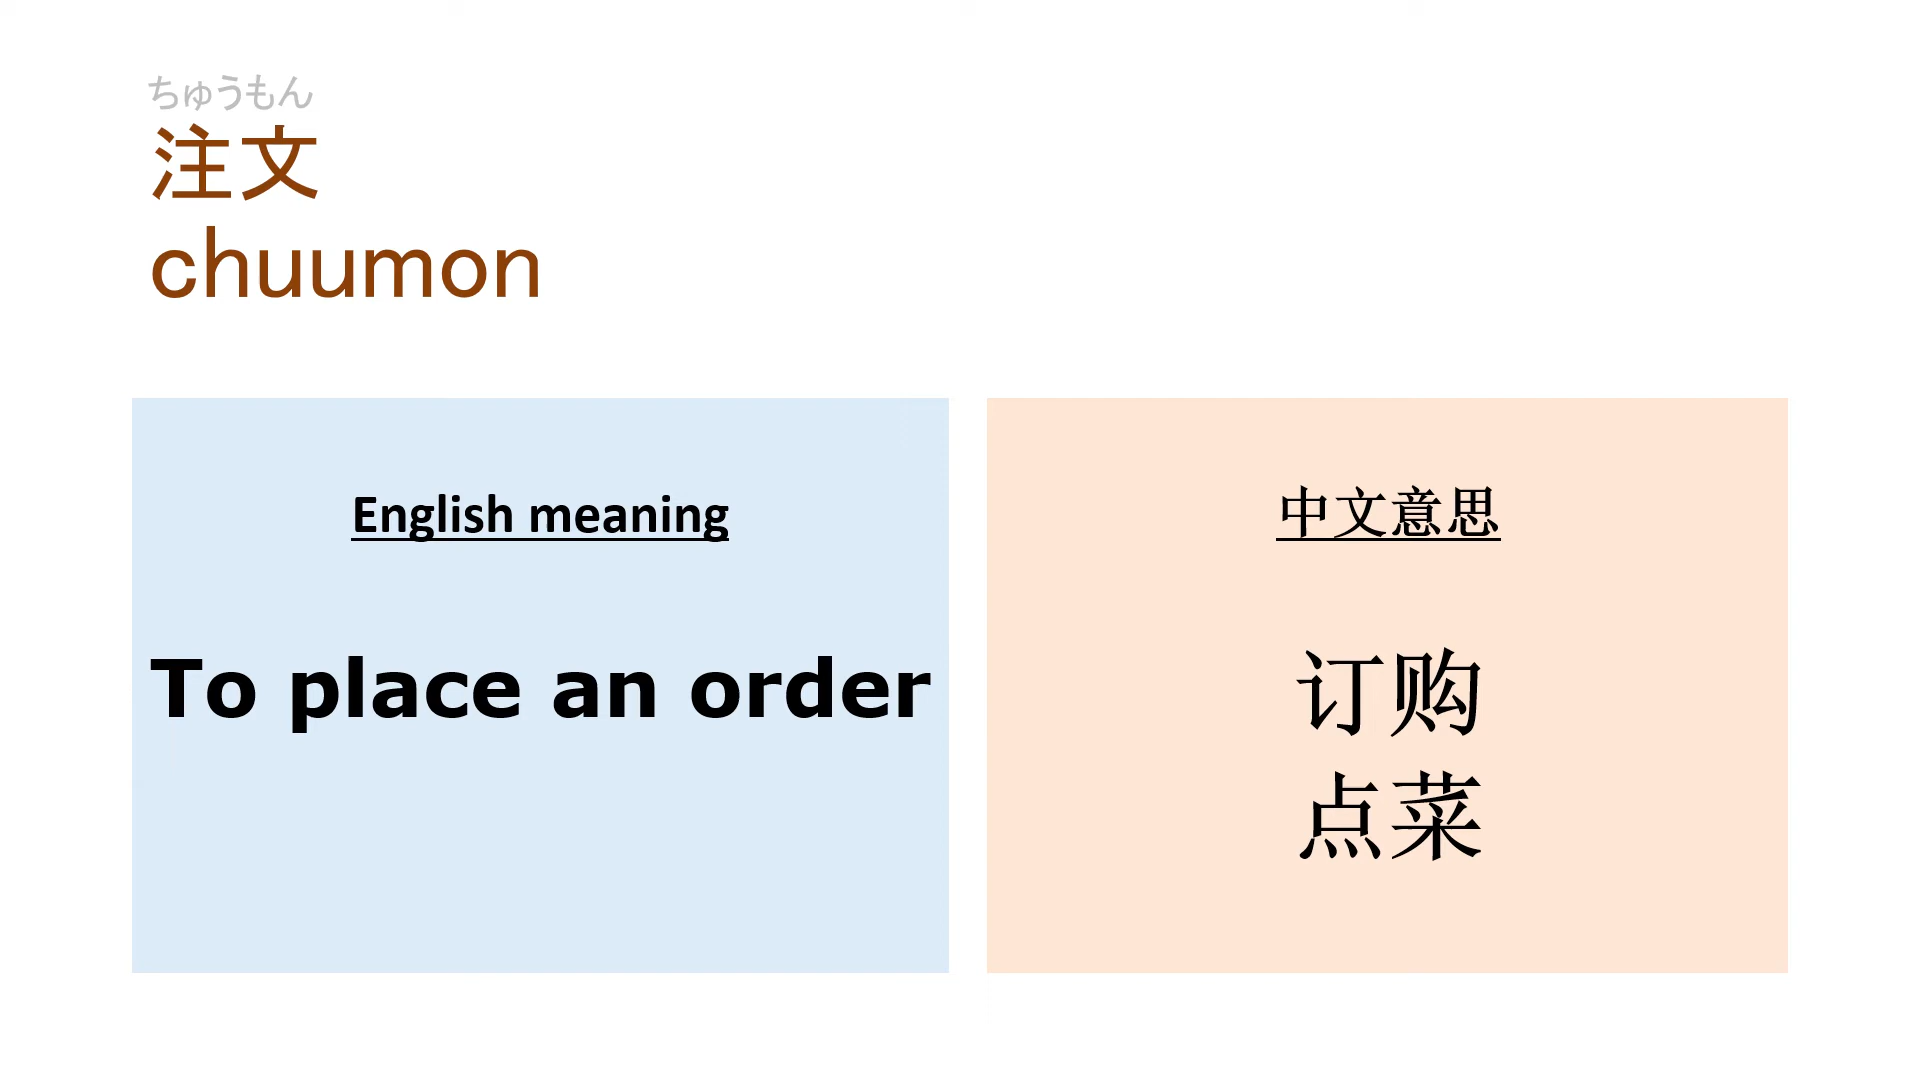 ちゅうもん
注文
chuumon
English meaning
To place an order
中文意思
订购
点菜